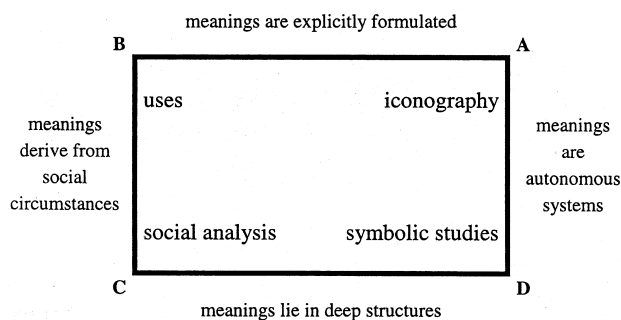 meanings are explicitly formulated
B
A
uses
iconography
meanings
derive from
social
circumstances
meanings
are
autonomous
systems
social analysis
symbolic studies
C
D
meanings lie in deep structures